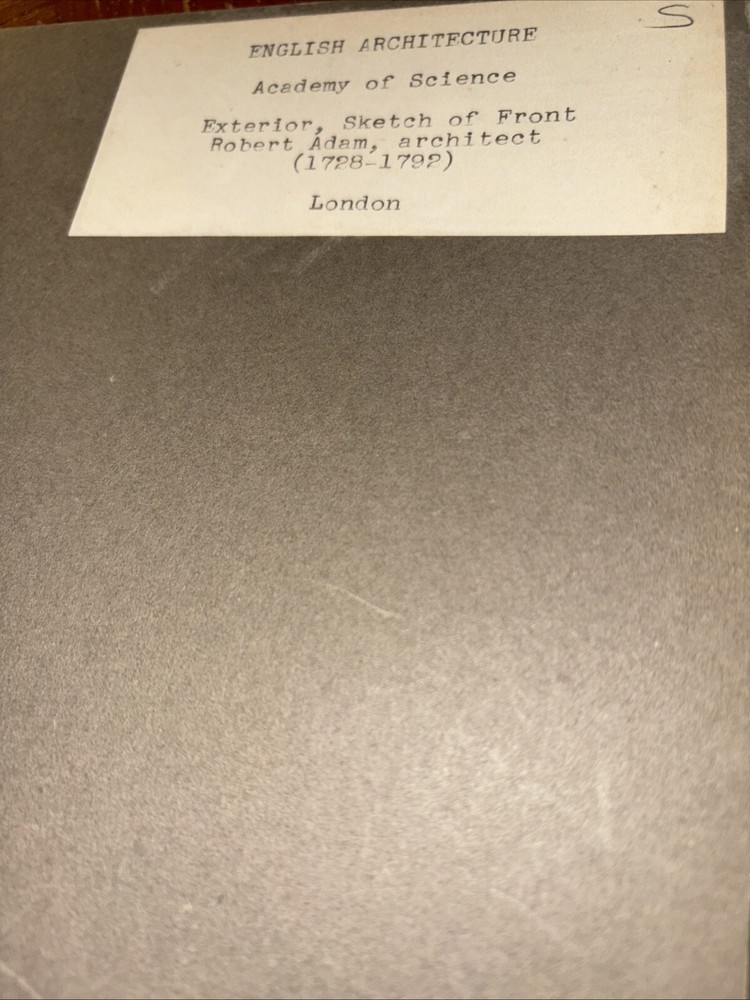 S
ENGLISH ARCHITECTURE
Academy of Science
Exterior, Sketch of Front
Robert Adam, architect
(1728-1792)
London